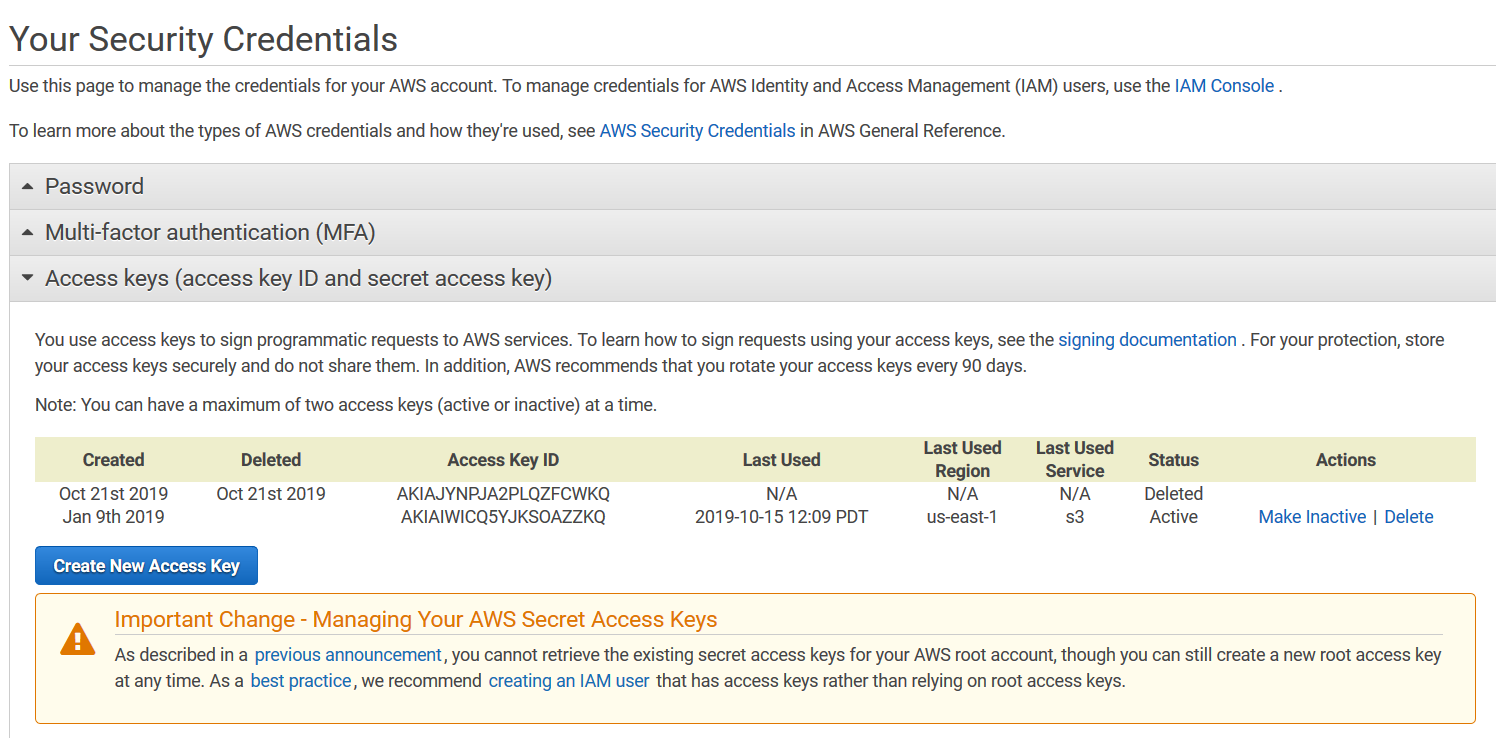 Your Security Credentials
Use this page to manage the credentials for your AWS account. To manage credentials for AWS Identity and Access Management (IAM) users, use the IAM Console .
To learn more about the types of AWS credentials and how they're used, see AWS Security Credentials in AWS General Reference.
Password
Multi-factor authentication (MFA)
Access keys (access key ID and secret access key)
You use access keys to sign programmatic requests to AWS services. To learn how to sign requests using your access keys, see the signing documentation . For your protection, store
your access keys securely and do not share them. In addition, AWS recommends that you rotate your access keys every 90 days.
Note: You can have a maximum of two access keys (active or inactive) at a time.
Created Deleted Access Key ID Last Used Last Used Region Last Used Service Status Actions
Oct 21st 2019 Oct 21st 2019 AKIAJYNPJA2PLQZFCWKQ N/A N/A N/A Deleted
Jan 9th 2019 AKIAIWICQ5YJKSOAZZKQ 2019-10-15 12:09 PDT us-east-1 s3 Active Make Inactive | Delete
Create New Access Key
Important Change - Managing Your AWS Secret Access Keys
As described in a previous announcement, you cannot retrieve the existing secret access keys for your AWS root account, though you can still create a new root access key
at any time. As a best practice, we recommend creating an IAM user that has access keys rather than relying on root access keys.